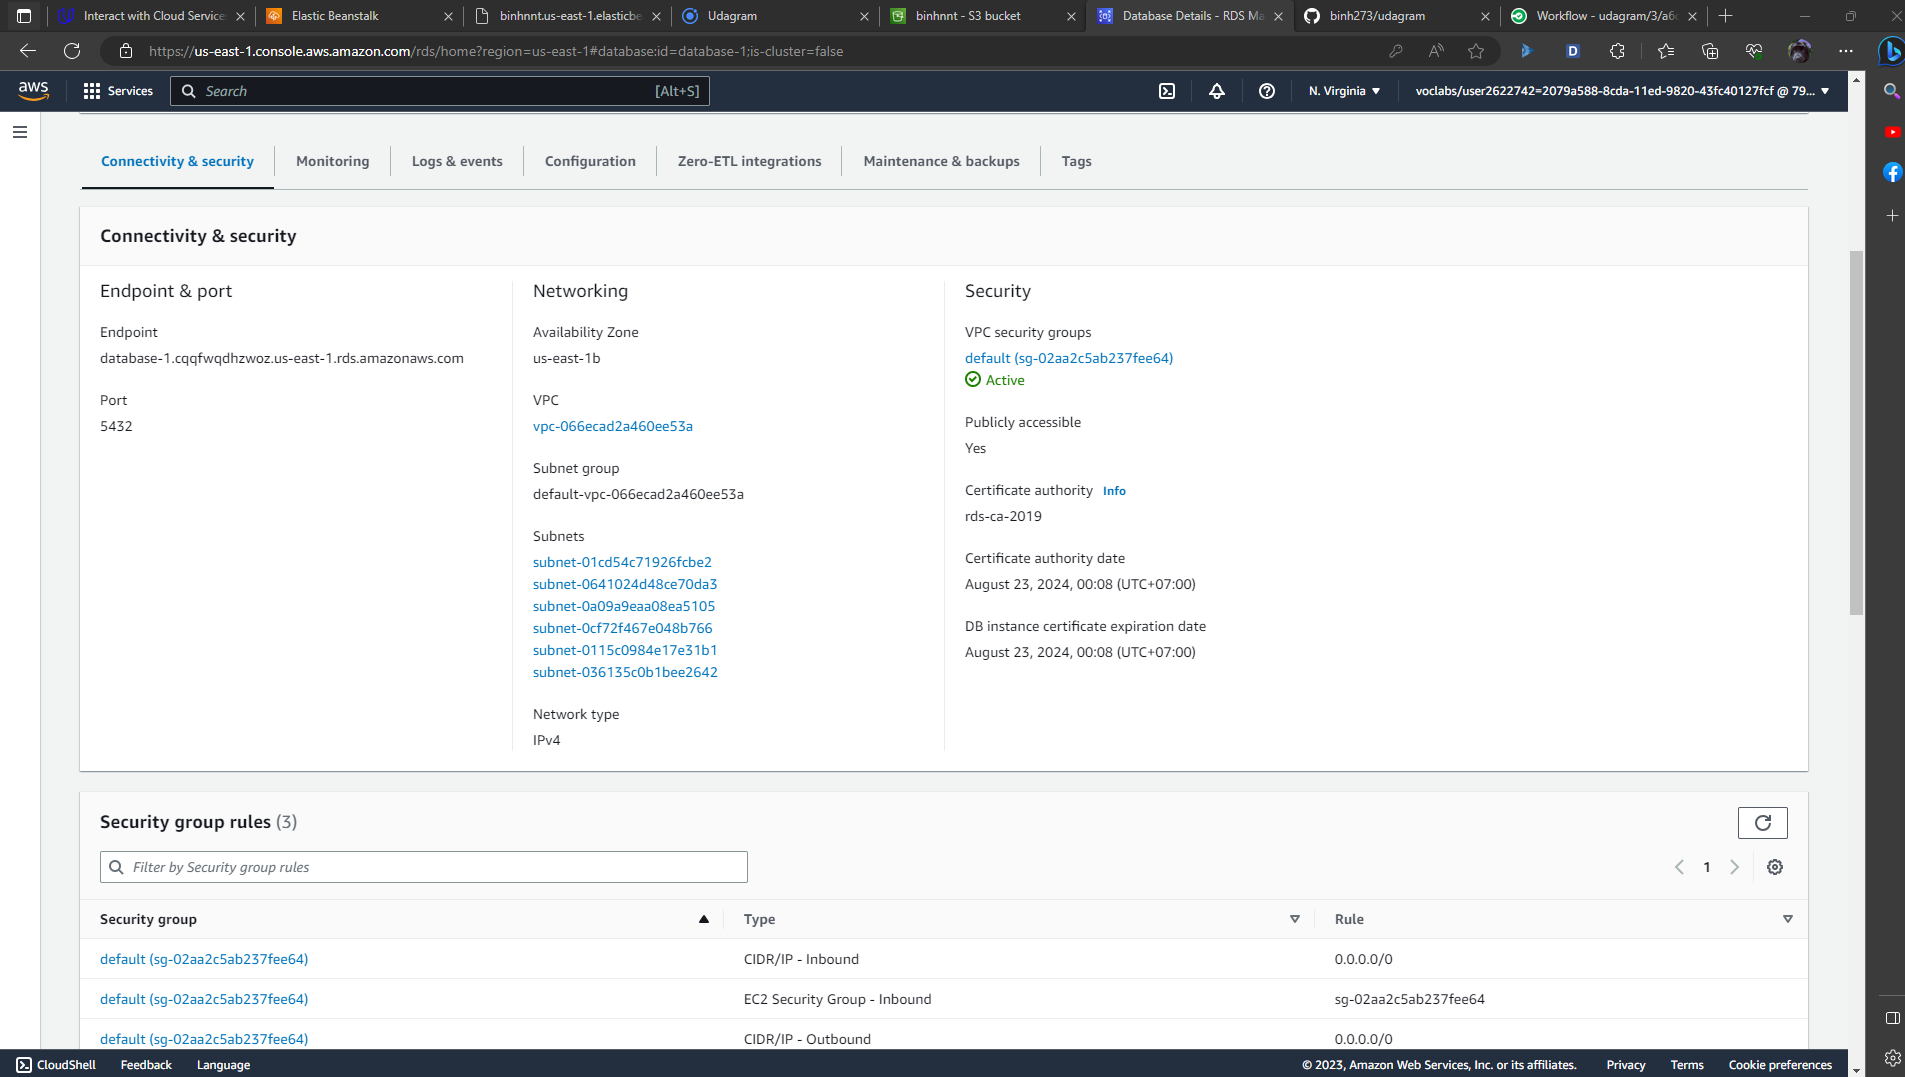 Interact with Cloud Service
Elastic Beanstalk
binhnnt.us-east-1.elasticbe
Udagram
binhnnt - S3 bucket
Database Details - RDS Ma
binh273/udagram
Workflow - udagram/3/a6
https://us-east-1.console.aws.amazon.com/rds/home?region=us-east-1#database:id=database-1;is-cluster=false
aws
Services
Search
[Alt+S]
N. Virginia
voclabs/user2622742=2079a588-8cda-11ed-9820-43fc40127fcf @ 79...
Connectivity & security
Monitoring
Logs & events
Configuration
Zero-ETL integrations
Maintenance & backups
Tags
Connectivity & security
Endpoint & port
Endpoint
database-1.cqqfwqdhzwoz.us-east-1.rds.amazonaws.com
Port
5432
Networking
Availability Zone
us-east-1b
VPC
vpc-066ecad2a460ee53a
Subnet group
default-vpc-066ecad2a460ee53a
Subnets
subnet-01cd54c71926fcbe2
subnet-0641024d48ce70da3
subnet-0a09a9eaa08ea5105
subnet-0cf72f467e048b766
subnet-0115c0984e17e31b1
subnet-036135c0b1bee2642
Network type
IPv4
Security
VPC security groups
default (sg-02aa2c5ab237fee64)
Active
Publicly accessible
Yes
Certificate authority Info
rds-ca-2019
Certificate authority date
August 23, 2024, 00:08 (UTC+07:00)
DB instance certificate expiration date
August 23, 2024, 00:08 (UTC+07:00)
Security group rules (3)
Filter by Security group rules
1
Security group
Type
Rule
default (sg-02aa2c5ab237fee64)
CIDR/IP - Inbound
0.0.0.0/0
default (sg-02aa2c5ab237fee64)
EC2 Security Group - Inbound
sg-02aa2c5ab237fee64
default (sg-02aa2c5ab237fee64)
CIDR/IP - Outbound
0.0.0.0/0
CloudShell
Feedback
Language
© 2023, Amazon Web Services, Inc. or its affiliates.
Privacy
Terms
Cookie preferences